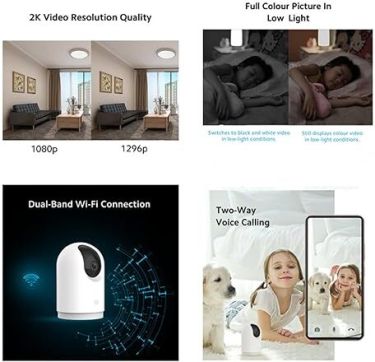 2K Video Resolution Quality
1080p
1296p
Full Colour Picture In
Low Light
Switches to black and white video
in low-light conditions.
Still displays colour video
in low-light conditions.
Dual-Band Wi-Fi Connection
Two-Way
Voice Calling